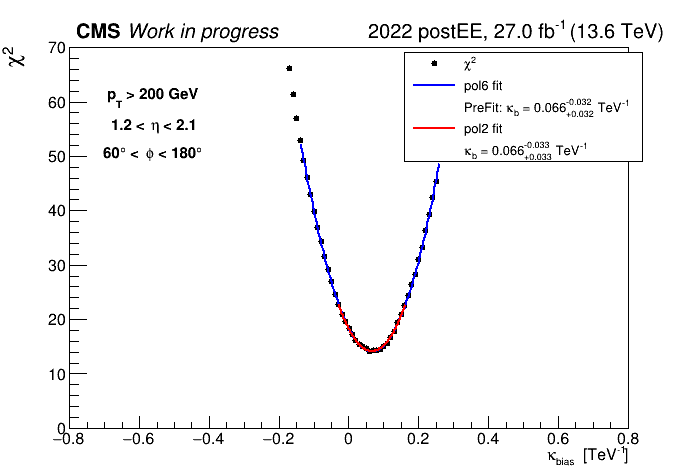 CMS Work in progress 2022 postEE, 27.0 fb⁻¹ (13.6 TeV)
χ²
70
60
50
40
30
20
10
0
p_T > 200 GeV
1.2 < η < 2.1
60° < ϕ < 180°
χ²
pol6 fit
PreFit: κ_b = 0.066^{-0.032}_{+0.032} TeV⁻¹
pol2 fit
κ_b = 0.066^{-0.033}_{+0.033} TeV⁻¹
−0.8 −0.6 −0.4 −0.2 0 0.2 0.4 0.6 0.8
κ_bias [TeV⁻¹]